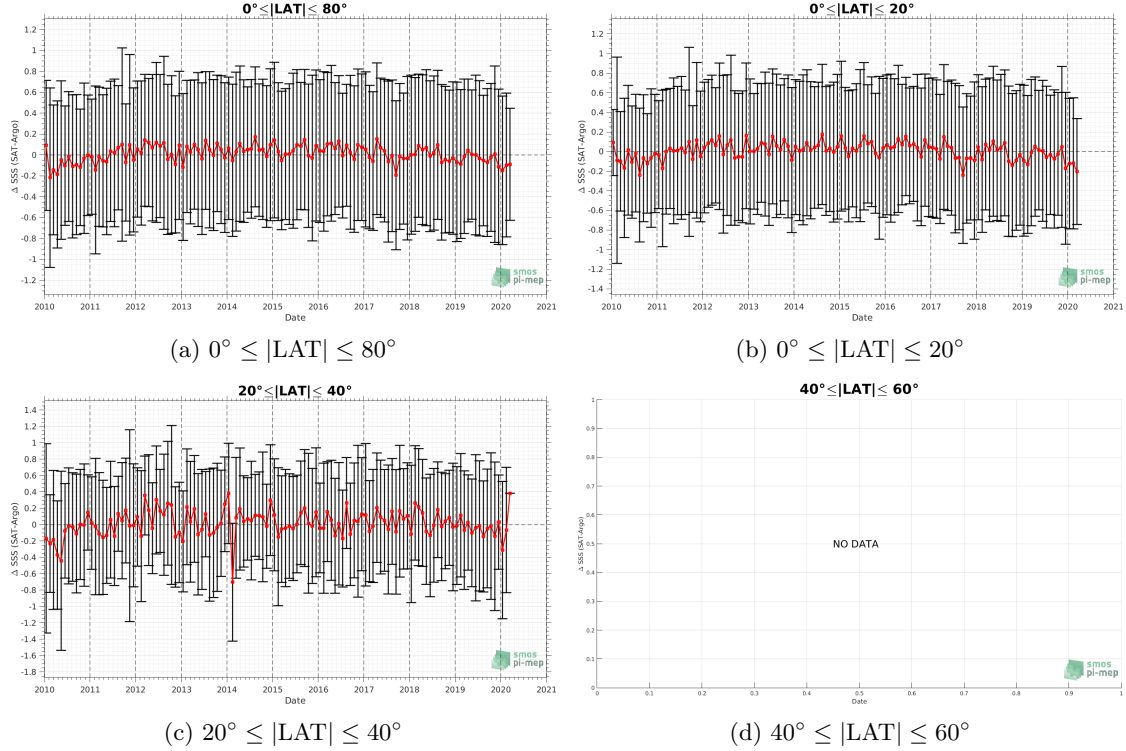 0°≤|LAT|≤ 80°
Δ SSS (SAT-Argo)
1.2
1
0.8
0.6
0.4
0.2
0
-0.2
-0.4
-0.6
-0.8
-1
-1.2
2010 2011 2012 2013 2014 2015 2016 2017 2018 2019 2020 2021
Date
smos
pi-mep
(a) 0° ≤ |LAT| ≤ 80°
0°≤|LAT|≤ 20°
Δ SSS (SAT-Argo)
1.2
1
0.8
0.6
0.4
0.2
0
-0.2
-0.4
-0.6
-0.8
-1
-1.2
-1.4
2010 2011 2012 2013 2014 2015 2016 2017 2018 2019 2020 2021
Date
smos
pi-mep
(b) 0° ≤ |LAT| ≤ 20°
20°≤|LAT|≤ 40°
Δ SSS (SAT-Argo)
1.4
1.2
1
0.8
0.6
0.4
0.2
0
-0.2
-0.4
-0.6
-0.8
-1
-1.2
-1.4
-1.6
-1.8
2010 2011 2012 2013 2014 2015 2016 2017 2018 2019 2020 2021
Date
smos
pi-mep
(c) 20° ≤ |LAT| ≤ 40°
40°≤|LAT|≤ 60°
Δ SSS (SAT-Argo)
1
0.9
0.8
0.7
0.6
0.5
0.4
0.3
0.2
0.1
0
NO DATA
0 0.1 0.2 0.3 0.4 0.5 0.6 0.7 0.8 0.9 1
Date
smos
pi-mep
(d) 40° ≤ |LAT| ≤ 60°